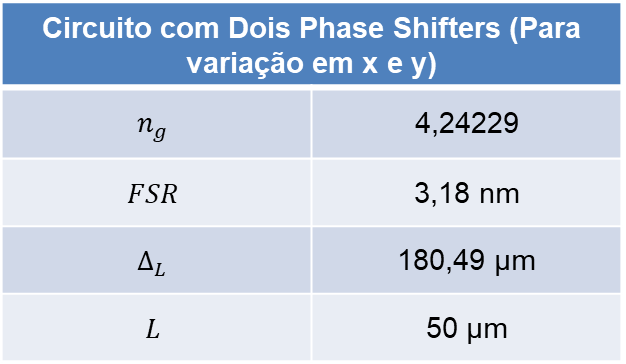 Circuito com Dois Phase Shifters (Para
variação em x e y)
n_g 4,24229
FSR 3,18 nm
Δ_L 180,49 µm
L 50 µm